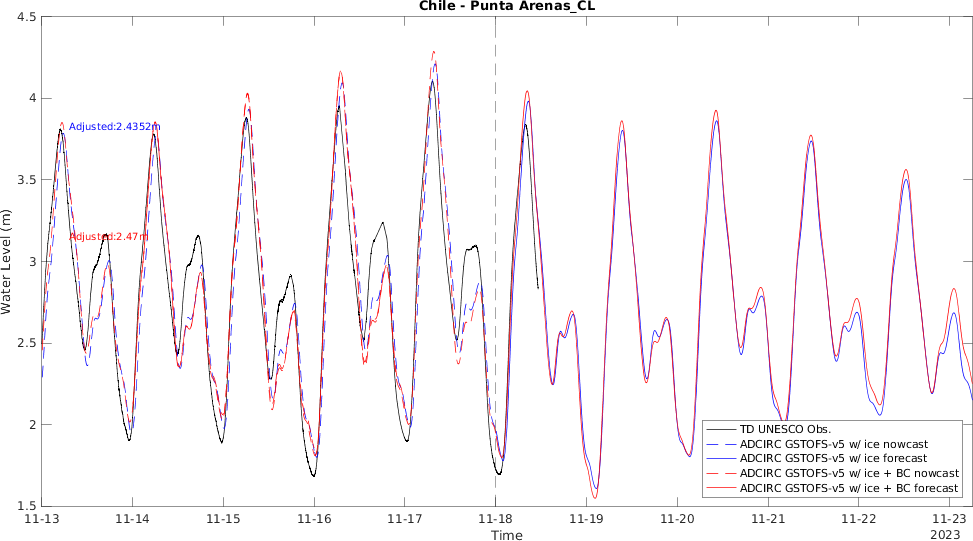 Chile - Punta Arenas_CL
4.5
4
3.5
3
2.5
2
1.5
Water Level (m)
Adjusted:2.4352m
Adjusted:2.47m
TD UNESCO Obs.
ADCIRC GSTOFS-v5 w/ ice nowcast
ADCIRC GSTOFS-v5 w/ ice forecast
ADCIRC GSTOFS-v5 w/ ice + BC nowcast
ADCIRC GSTOFS-v5 w/ ice + BC forecast
11-13 11-14 11-15 11-16 11-17 11-18 11-19 11-20 11-21 11-22 11-23
Time
2023